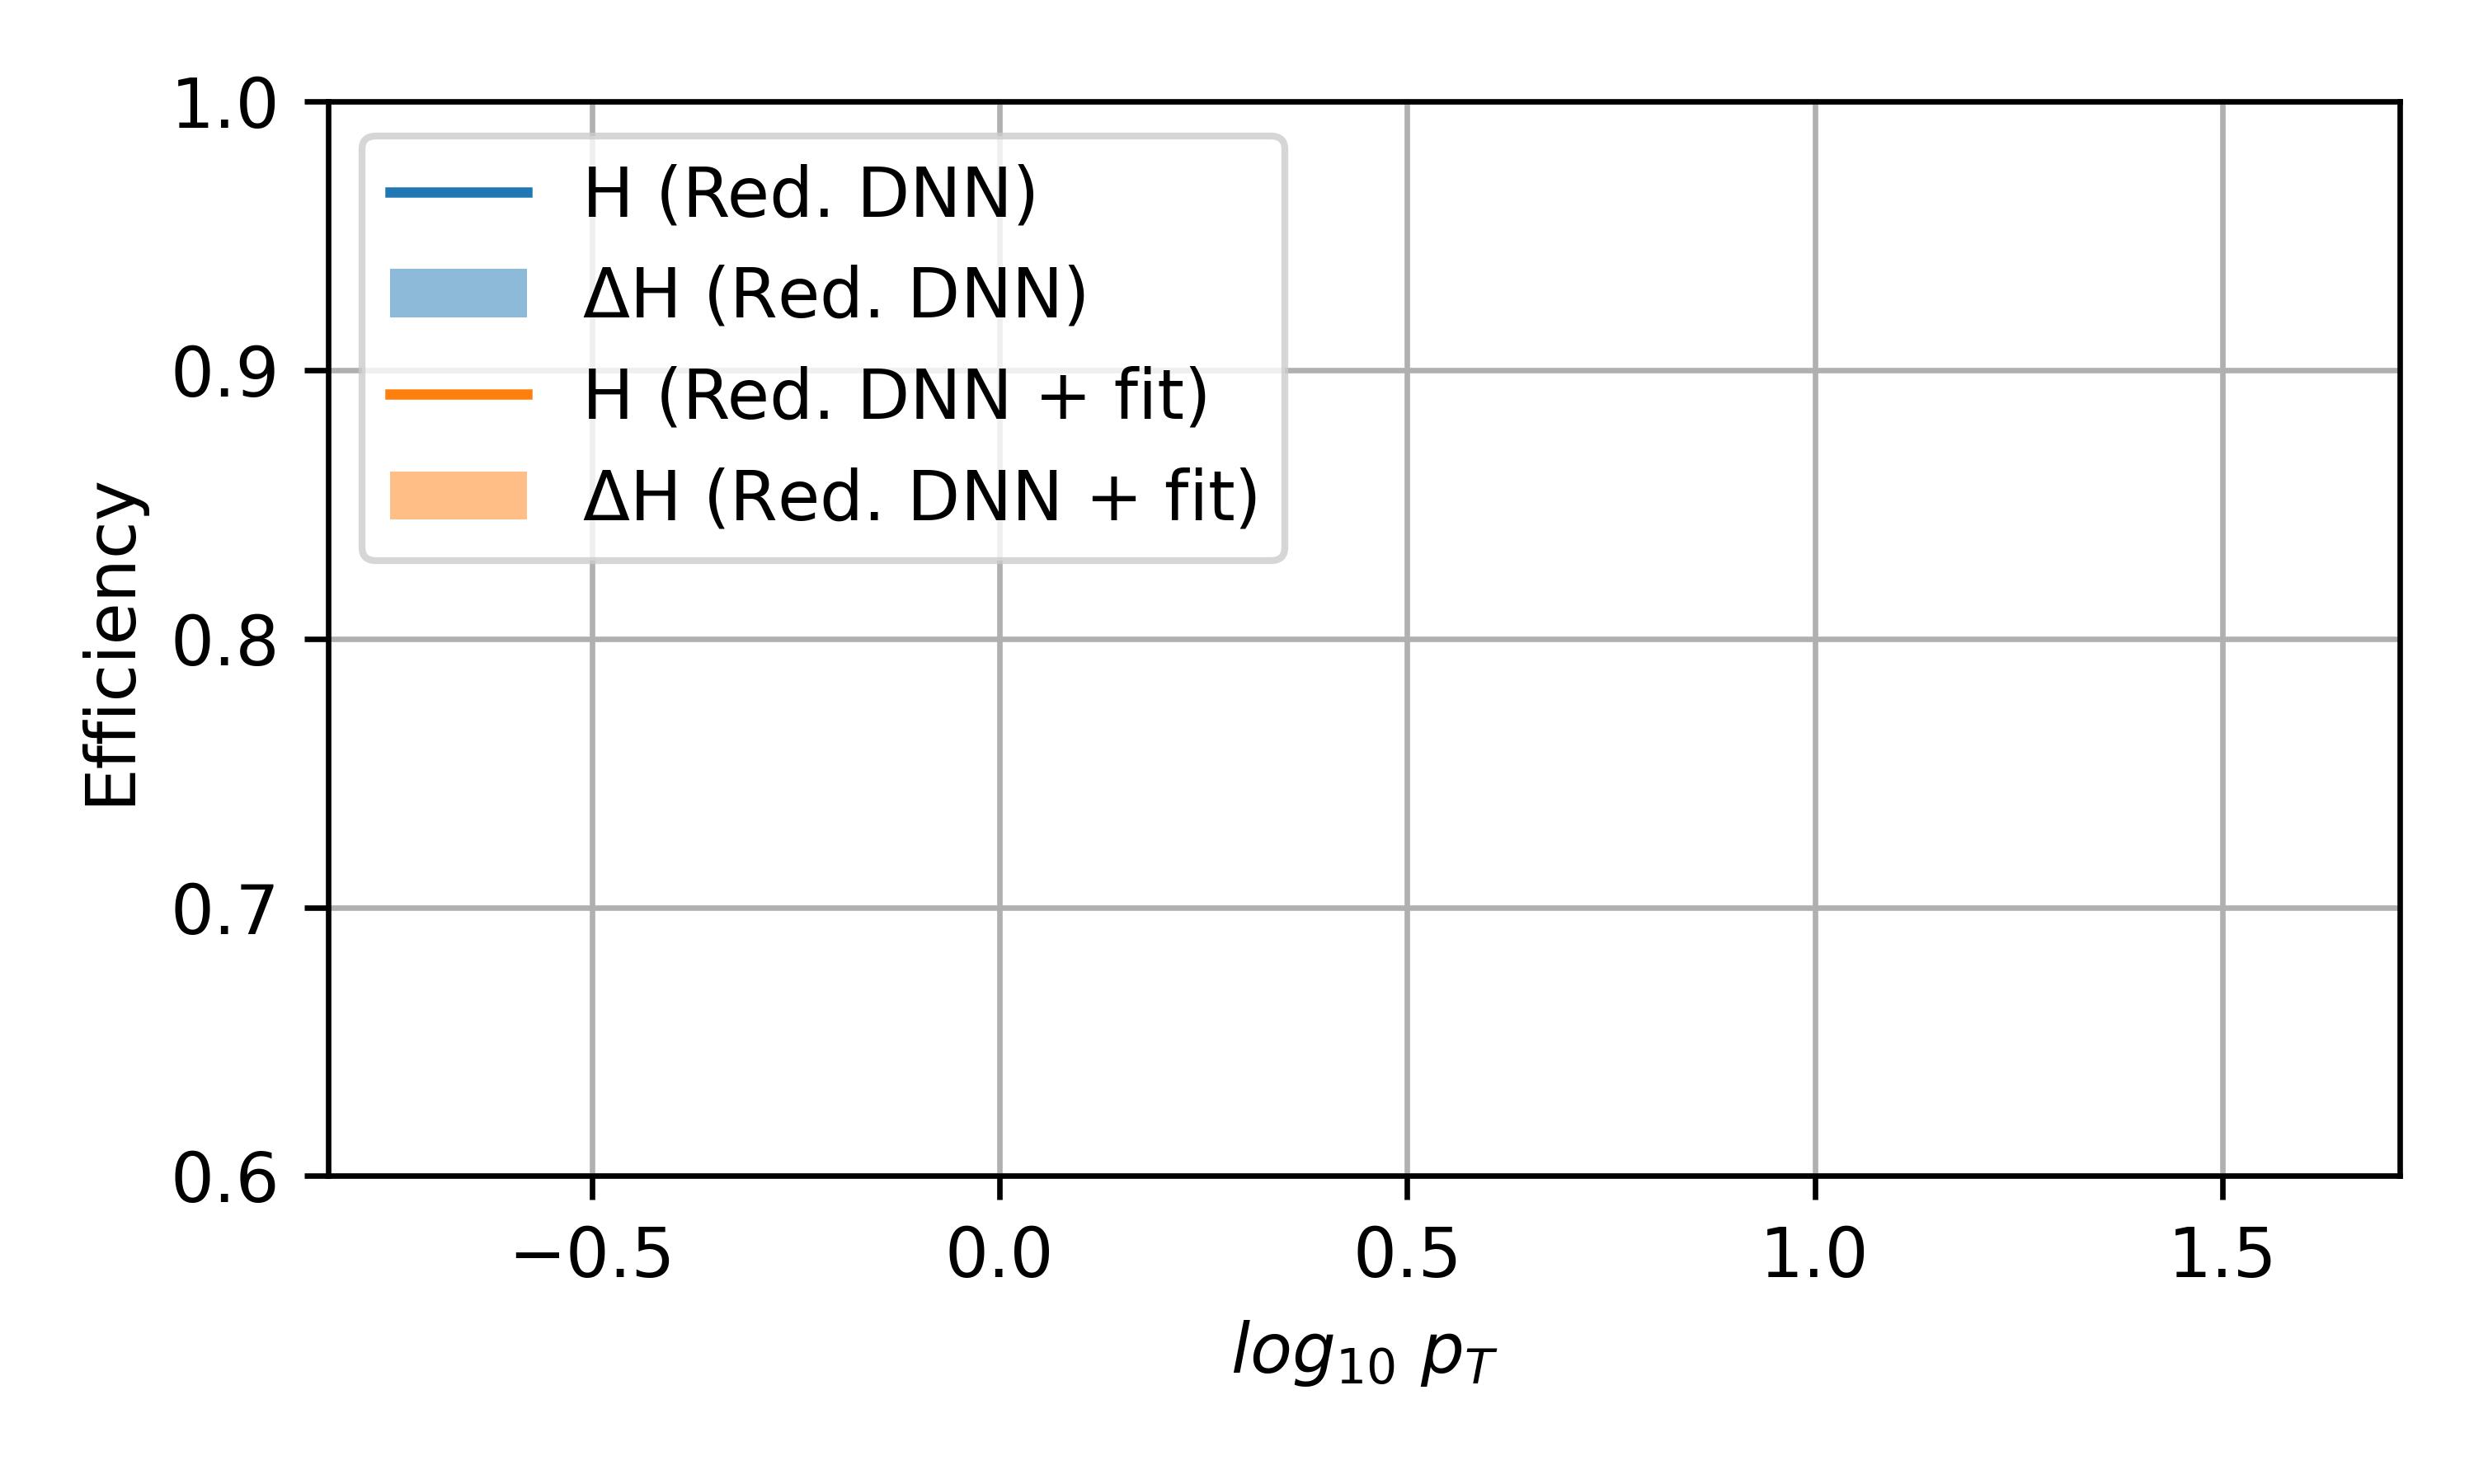 1.0
0.9
0.8
0.7
0.6
Efficiency
H (Red. DNN)
ΔH (Red. DNN)
H (Red. DNN + fit)
ΔH (Red. DNN + fit)
−0.5
0.0
0.5
1.0
1.5
log₁₀ p_T